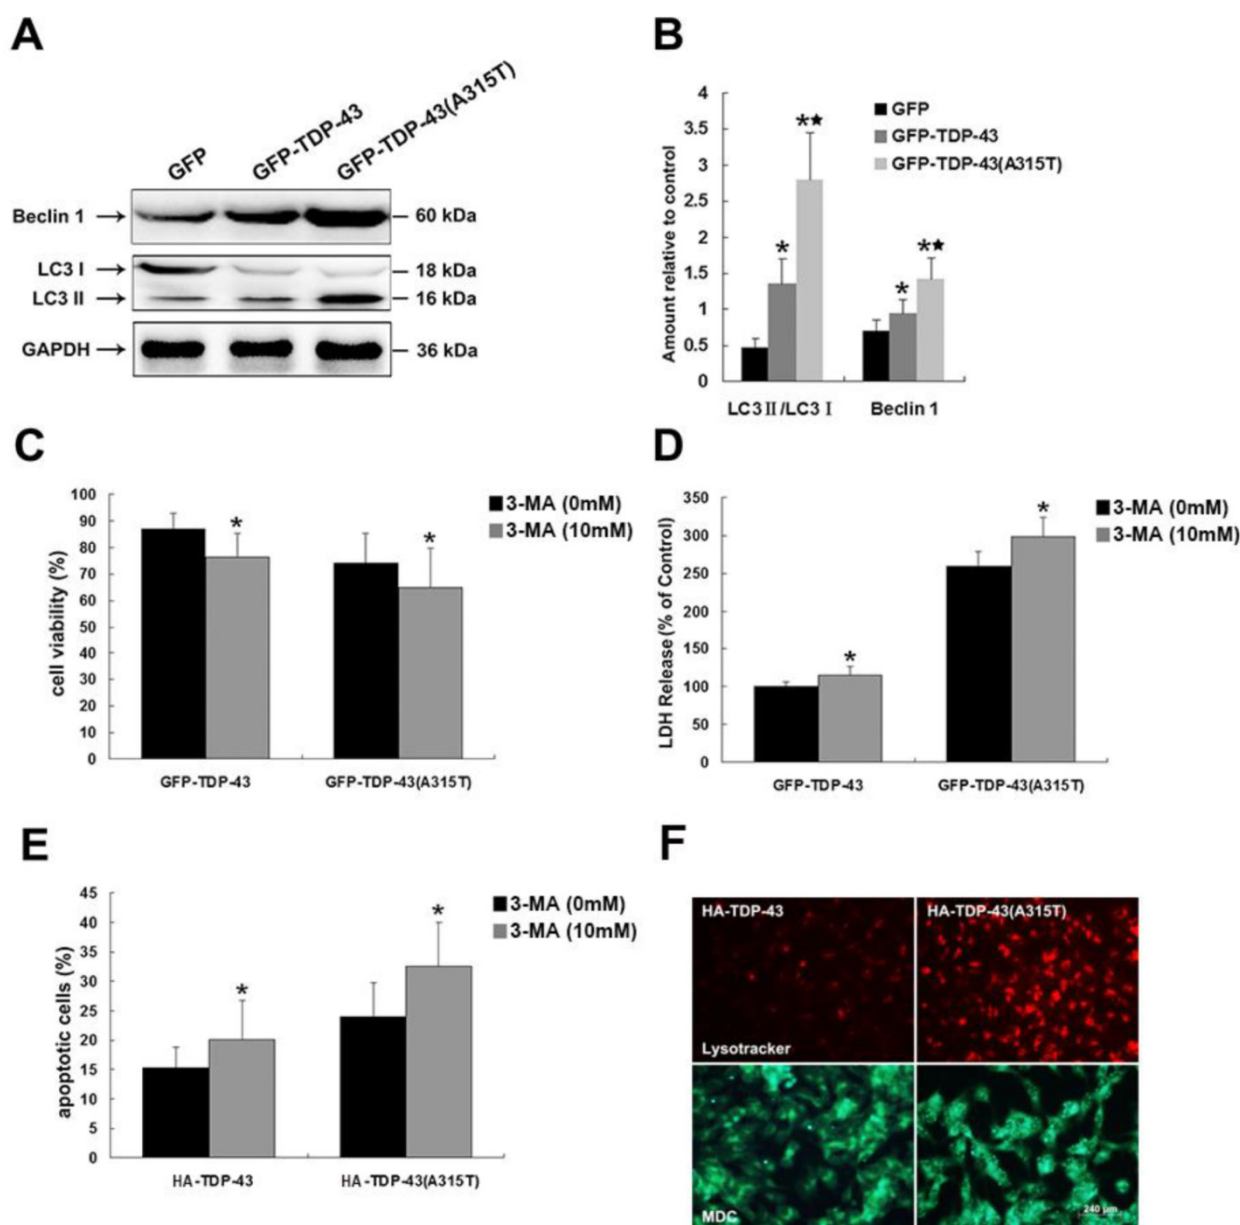 A
GFP
GFP-TDP-43
GFP-TDP-43(A315T)
Beclin 1
60 kDa
LC3 I
18 kDa
LC3 II
16 kDa
GAPDH
36 kDa
B
Amount relative to control
4
3.5
3
2.5
2
1.5
1
0.5
0
GFP
GFP-TDP-43
GFP-TDP-43(A315T)
*★
*
*★
*
LC3Ⅱ/LC3Ⅰ
Beclin 1
C
cell viability (%)
100
90
80
70
60
50
40
30
20
10
0
3-MA (0mM)
3-MA (10mM)
*
*
GFP-TDP-43
GFP-TDP-43(A315T)
D
LDH Release (% of Control)
350
300
250
200
150
100
50
0
3-MA (0mM)
3-MA (10mM)
*
*
GFP-TDP-43
GFP-TDP-43(A315T)
E
apoptotic cells (%)
45
40
35
30
25
20
15
10
5
0
3-MA (0mM)
3-MA (10mM)
*
*
HA-TDP-43
HA-TDP-43(A315T)
F
HA-TDP-43
HA-TDP-43(A315T)
Lysotracker
MDC
240 µm